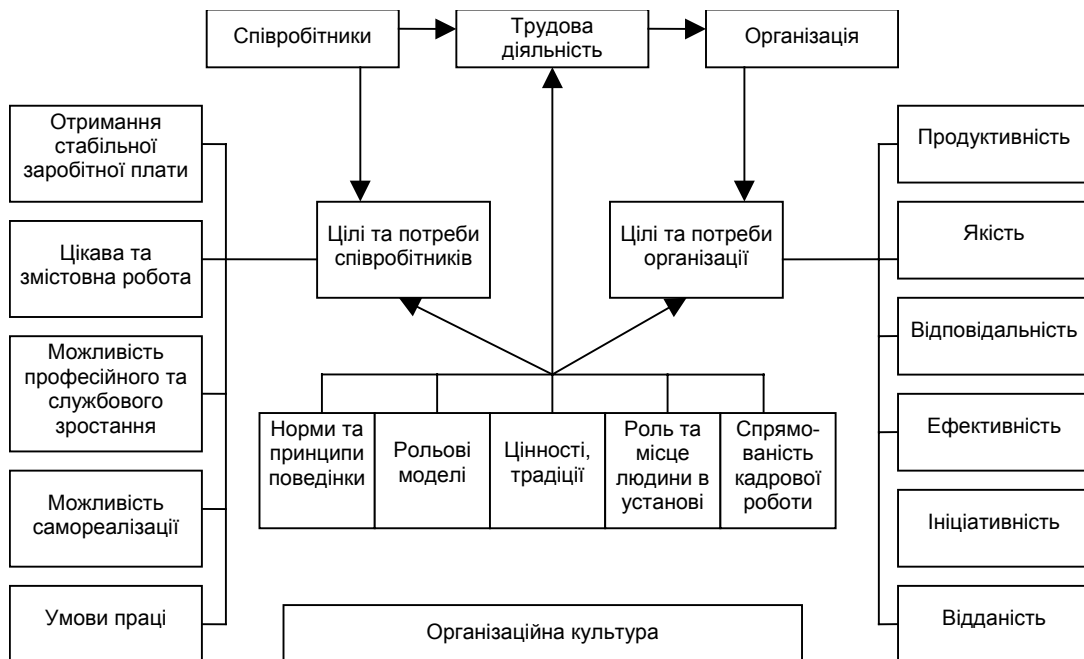 Співробітники
Трудова
діяльність
Організація
Отримання
стабільної
заробітної плати
Цікава та
змістовна робота
Можливість
професійного та
службового
зростання
Можливість
самореалізації
Умови праці
Цілі та потреби
співробітників
Цілі та потреби
організації
Продуктивність
Якість
Відповідальність
Ефективність
Ініціативність
Відданість
Норми та
принципи
поведінки
Рольові
моделі
Цінності,
традиції
Роль та
місце
людини в
установі
Спрямо-
ваність
кадрової
роботи
Організаційна культура